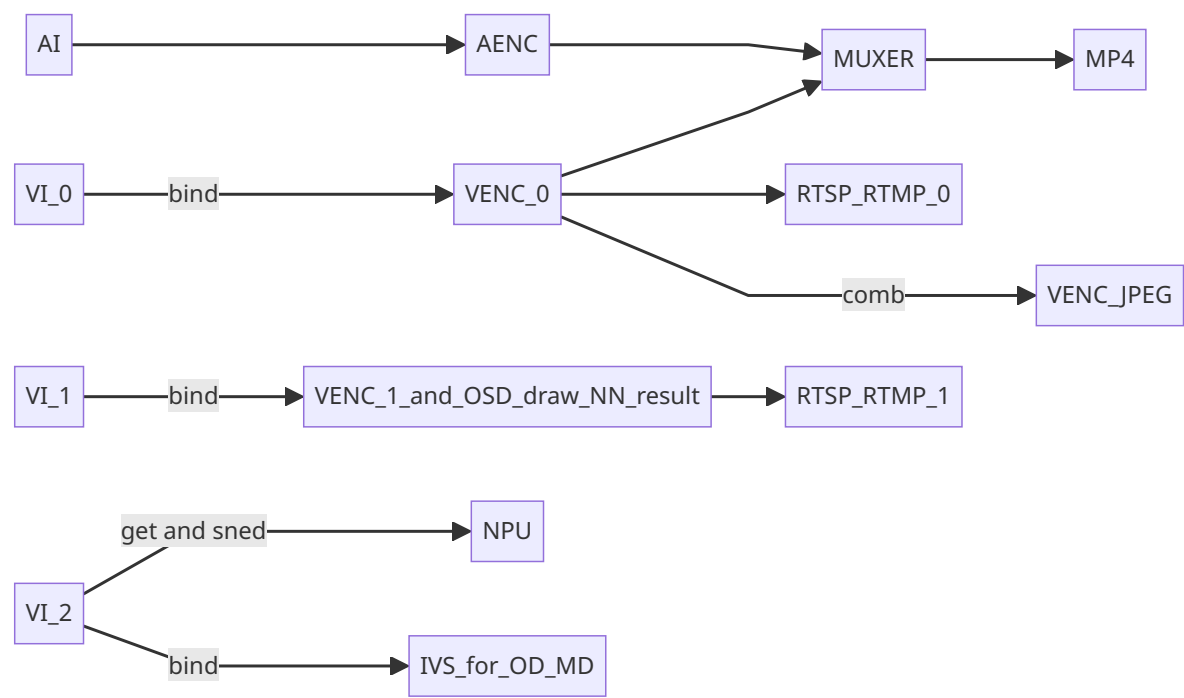 AI
AENC
MUXER
MP4
VI_0
bind
VENC_0
RTSP_RTMP_0
comb
VENC_JPEG
VI_1
bind
VENC_1_and_OSD_draw_NN_result
RTSP_RTMP_1
get and sned
NPU
VI_2
bind
IVS_for_OD_MD